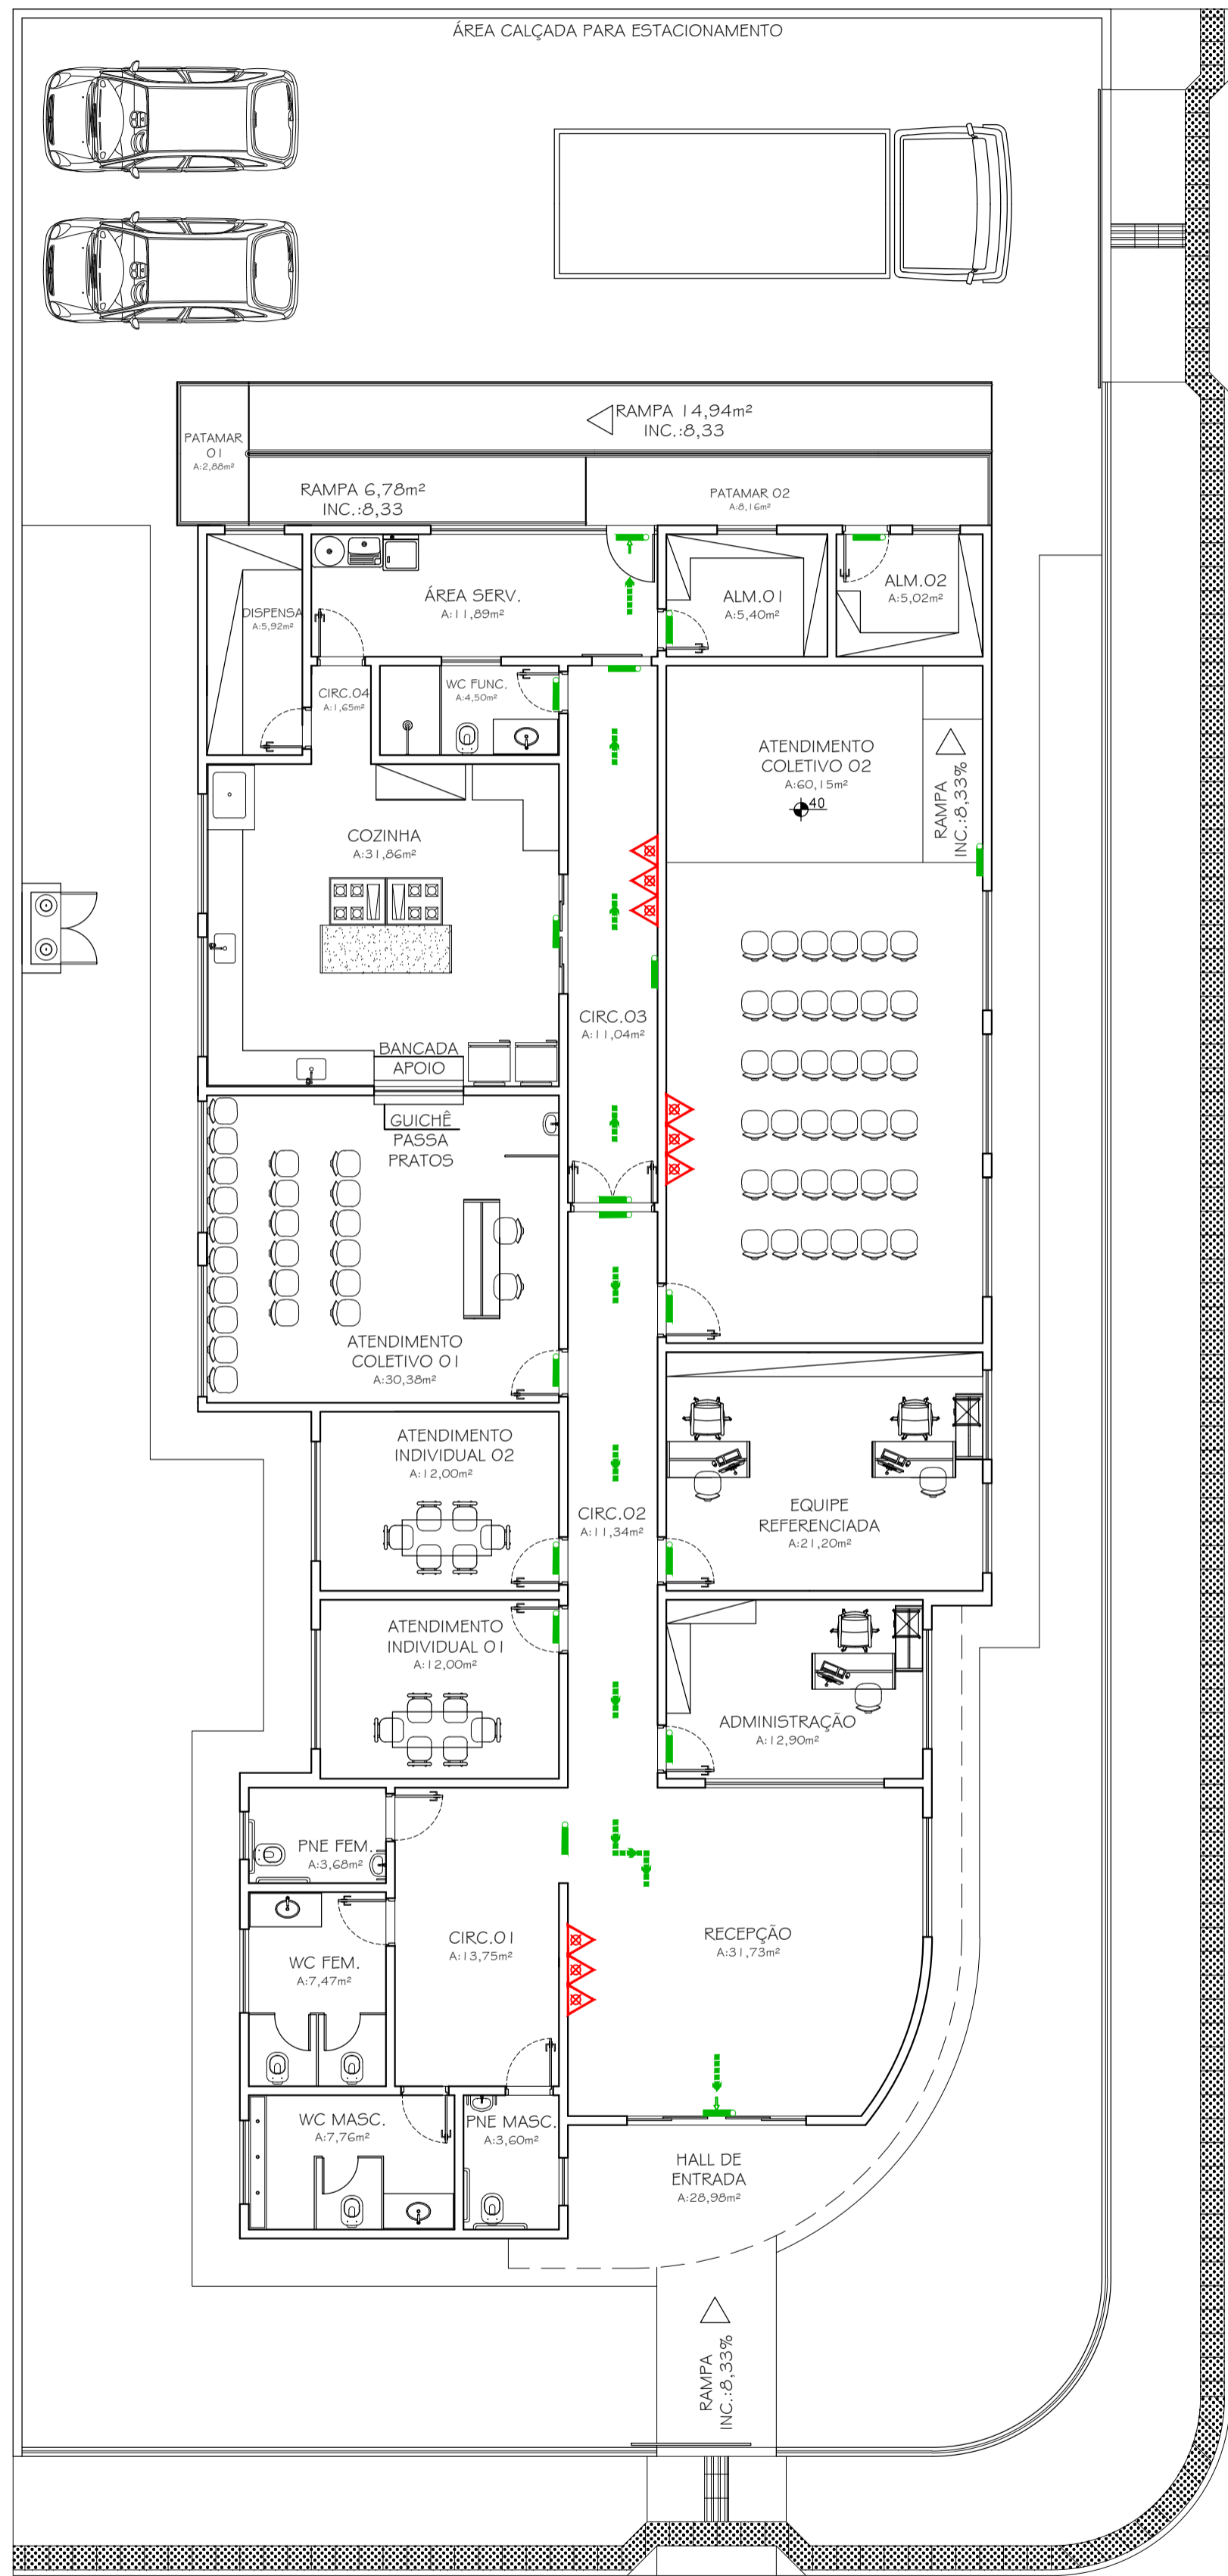 ÁREA CALÇADA PARA ESTACIONAMENTO
RAMPA 14,94m²
INC.:8,33
PATAMAR
01
A:2,88m²
RAMPA 6,78m²
INC.:8,33
PATAMAR 02
A:8,16m²
DISPENSA
A:5,92m²
ÁREA SERV.
A:11,89m²
ALM.01
A:5,40m²
ALM.02
A:5,02m²
CIRC.04
A:1,65m²
WC FUNC.
A:4,50m²
ATENDIMENTO
COLETIVO 02
A:60,15m²
40
RAMPA
INC.:8,33%
COZINHA
A:31,86m²
CIRC.03
A:11,04m²
BANCADA
APOIO
GUICHÊ
PASSA
PRATOS
ATENDIMENTO
COLETIVO 01
A:30,38m²
ATENDIMENTO
INDIVIDUAL 02
A:12,00m²
CIRC.02
A:11,34m²
EQUIPE
REFERENCIADA
A:21,20m²
ATENDIMENTO
INDIVIDUAL 01
A:12,00m²
ADMINISTRAÇÃO
A:12,90m²
PNE FEM.
A:3,68m²
CIRC.01
A:13,75m²
RECEPÇÃO
A:31,73m²
WC FEM.
A:7,47m²
WC MASC.
A:7,76m²
PNE MASC.
A:3,60m²
HALL DE
ENTRADA
A:28,98m²
RAMPA
INC.:8,33%